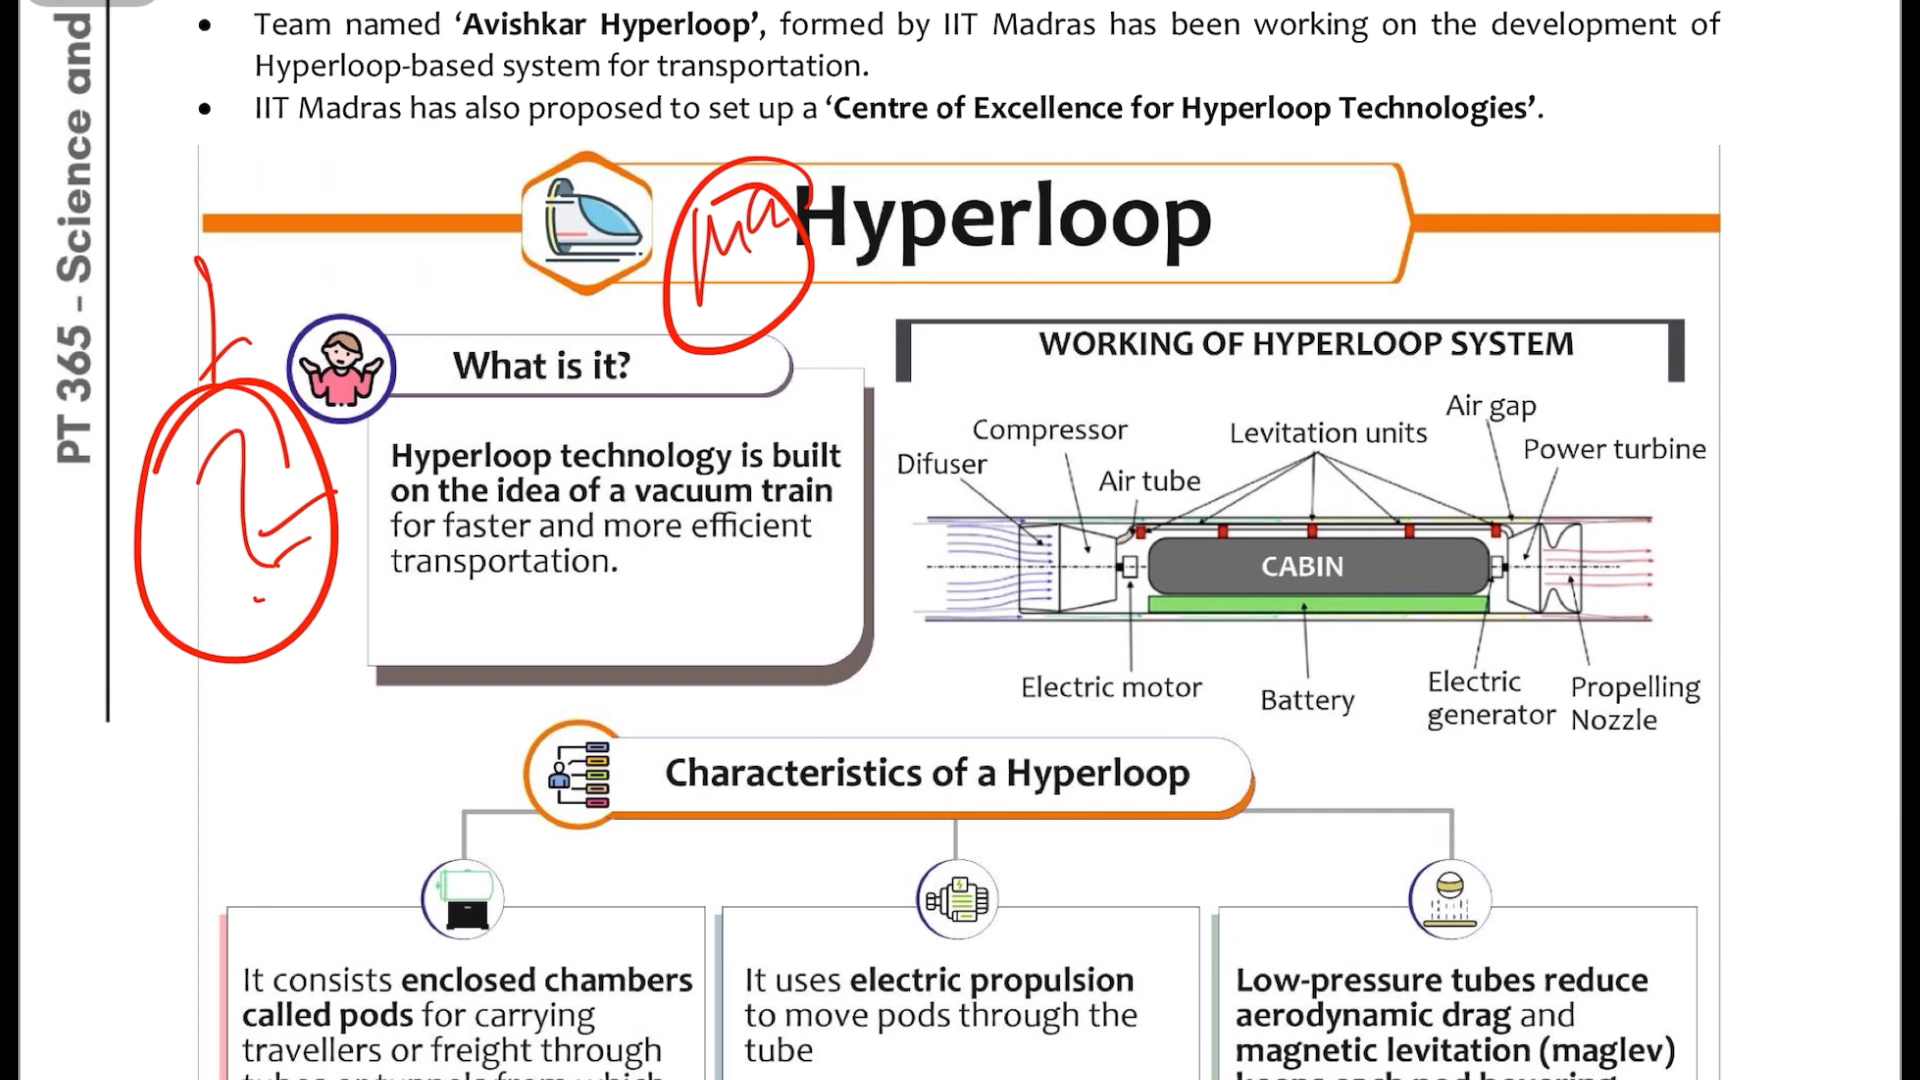 PT 365 - Science and
• Team named ‘Avishkar Hyperloop’, formed by IIT Madras has been working on the development of
Hyperloop-based system for transportation.
• IIT Madras has also proposed to set up a ‘Centre of Excellence for Hyperloop Technologies’.
Hyperloop
What is it?
Hyperloop technology is built
on the idea of a vacuum train
for faster and more efficient
transportation.
WORKING OF HYPERLOOP SYSTEM
Air gap
Compressor
Levitation units
Power turbine
Difuser
Air tube
CABIN
Electric motor
Battery
Electric
generator
Propelling
Nozzle
Characteristics of a Hyperloop
It consists enclosed chambers
called pods for carrying
travellers or freight through
It uses electric propulsion
to move pods through the
tube
Low-pressure tubes reduce
aerodynamic drag and
magnetic levitation (maglev)